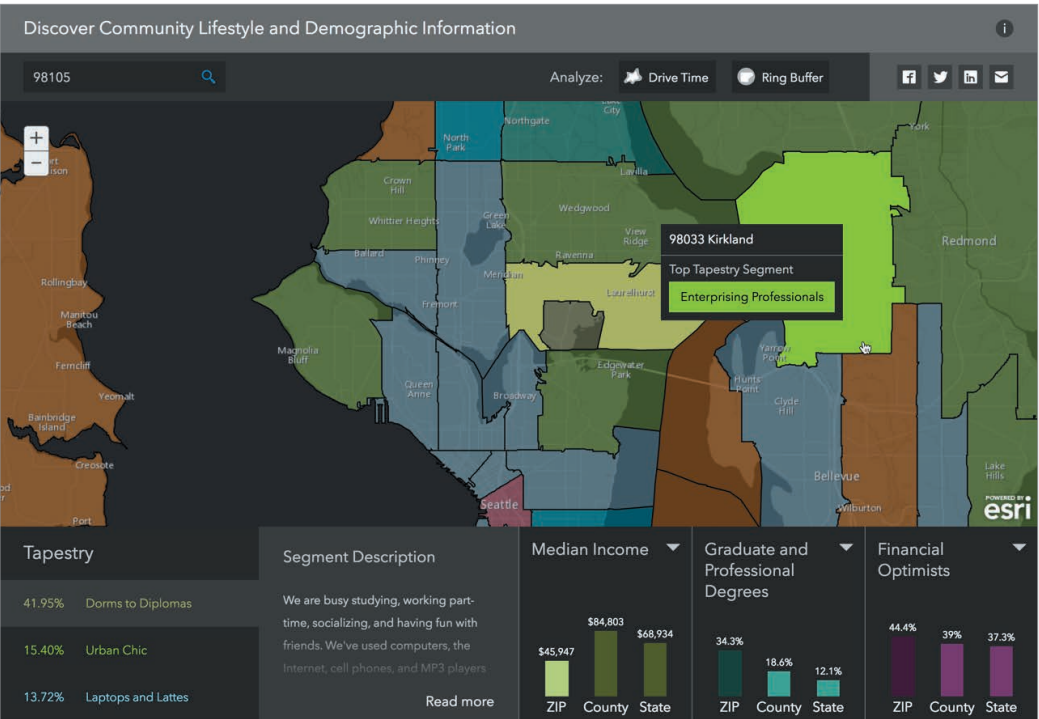 Discover Community Lifestyle and Demographic Information
i
98105
Analyze:
Drive Time
Ring Buffer
+
−
North
Park
Northgate
City
York
Lavilla
Crown
Hill
Wedgwood
Whittier Heights
Green
Lake
View
Ridge
98033 Kirkland
Redmond
Ballard
Phinney
Ravenna
Top Tapestry Segment
Meridian
Enterprising Professionals
Rollingbay
Laurelhurst
Fremont
Manitou
Beach
Magnolia
Bluff
Yarrow
Point
Ferncliff
Edgewater
Park
Queen
Anne
Hunts
Point
Yeomalt
Broadway
Clyde
Hill
Bainbridge
Island
Creosote
Bellevue
Lake
Hills
Seattle
Wilburton
POWERED BY
esri
Port
Tapestry
41.95% Dorms to Diplomas
15.40% Urban Chic
13.72% Laptops and Lattes
Segment Description
We are busy studying, working part-
time, socializing, and having fun with
friends. We've used computers, the
Internet, cell phones, and MP3 players
Read more
Median Income
$45,947
$84,803
$68,934
ZIP County State
Graduate and
Professional
Degrees
34.3%
18.6%
12.1%
ZIP County State
Financial
Optimists
44.4%
39%
37.3%
ZIP County State